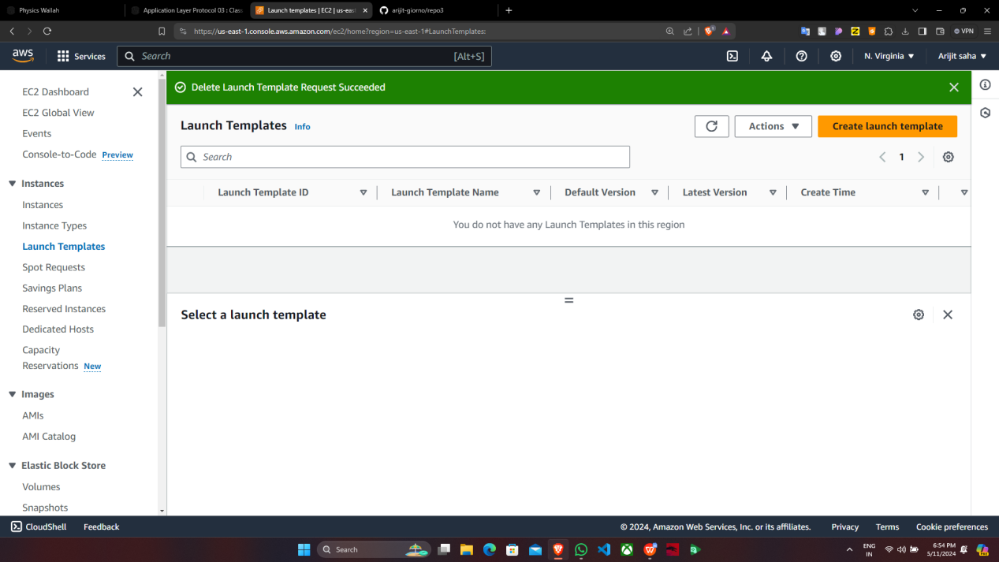 Physics Wallah
Application Layer Protocol 03 : Class
Launch templates | EC2 | us-east
arijit-giorno/repo3
https://us-east-1.console.aws.amazon.com/ec2/home?region=us-east-1#LaunchTemplates:
VPN
aws
Services
Search
[Alt+S]
N. Virginia
Arijit saha
EC2 Dashboard
EC2 Global View
Events
Console-to-Code Preview
Instances
Instances
Instance Types
Launch Templates
Spot Requests
Savings Plans
Reserved Instances
Dedicated Hosts
Capacity
Reservations New
Images
AMIs
AMI Catalog
Elastic Block Store
Volumes
Snapshots
Delete Launch Template Request Succeeded
Launch Templates Info
Actions
Create launch template
Search
1
Launch Template ID
Launch Template Name
Default Version
Latest Version
Create Time
You do not have any Launch Templates in this region
Select a launch template
CloudShell
Feedback
© 2024, Amazon Web Services, Inc. or its affiliates.
Privacy
Terms
Cookie preferences
Search
ENG
IN
6:54 PM
5/11/2024